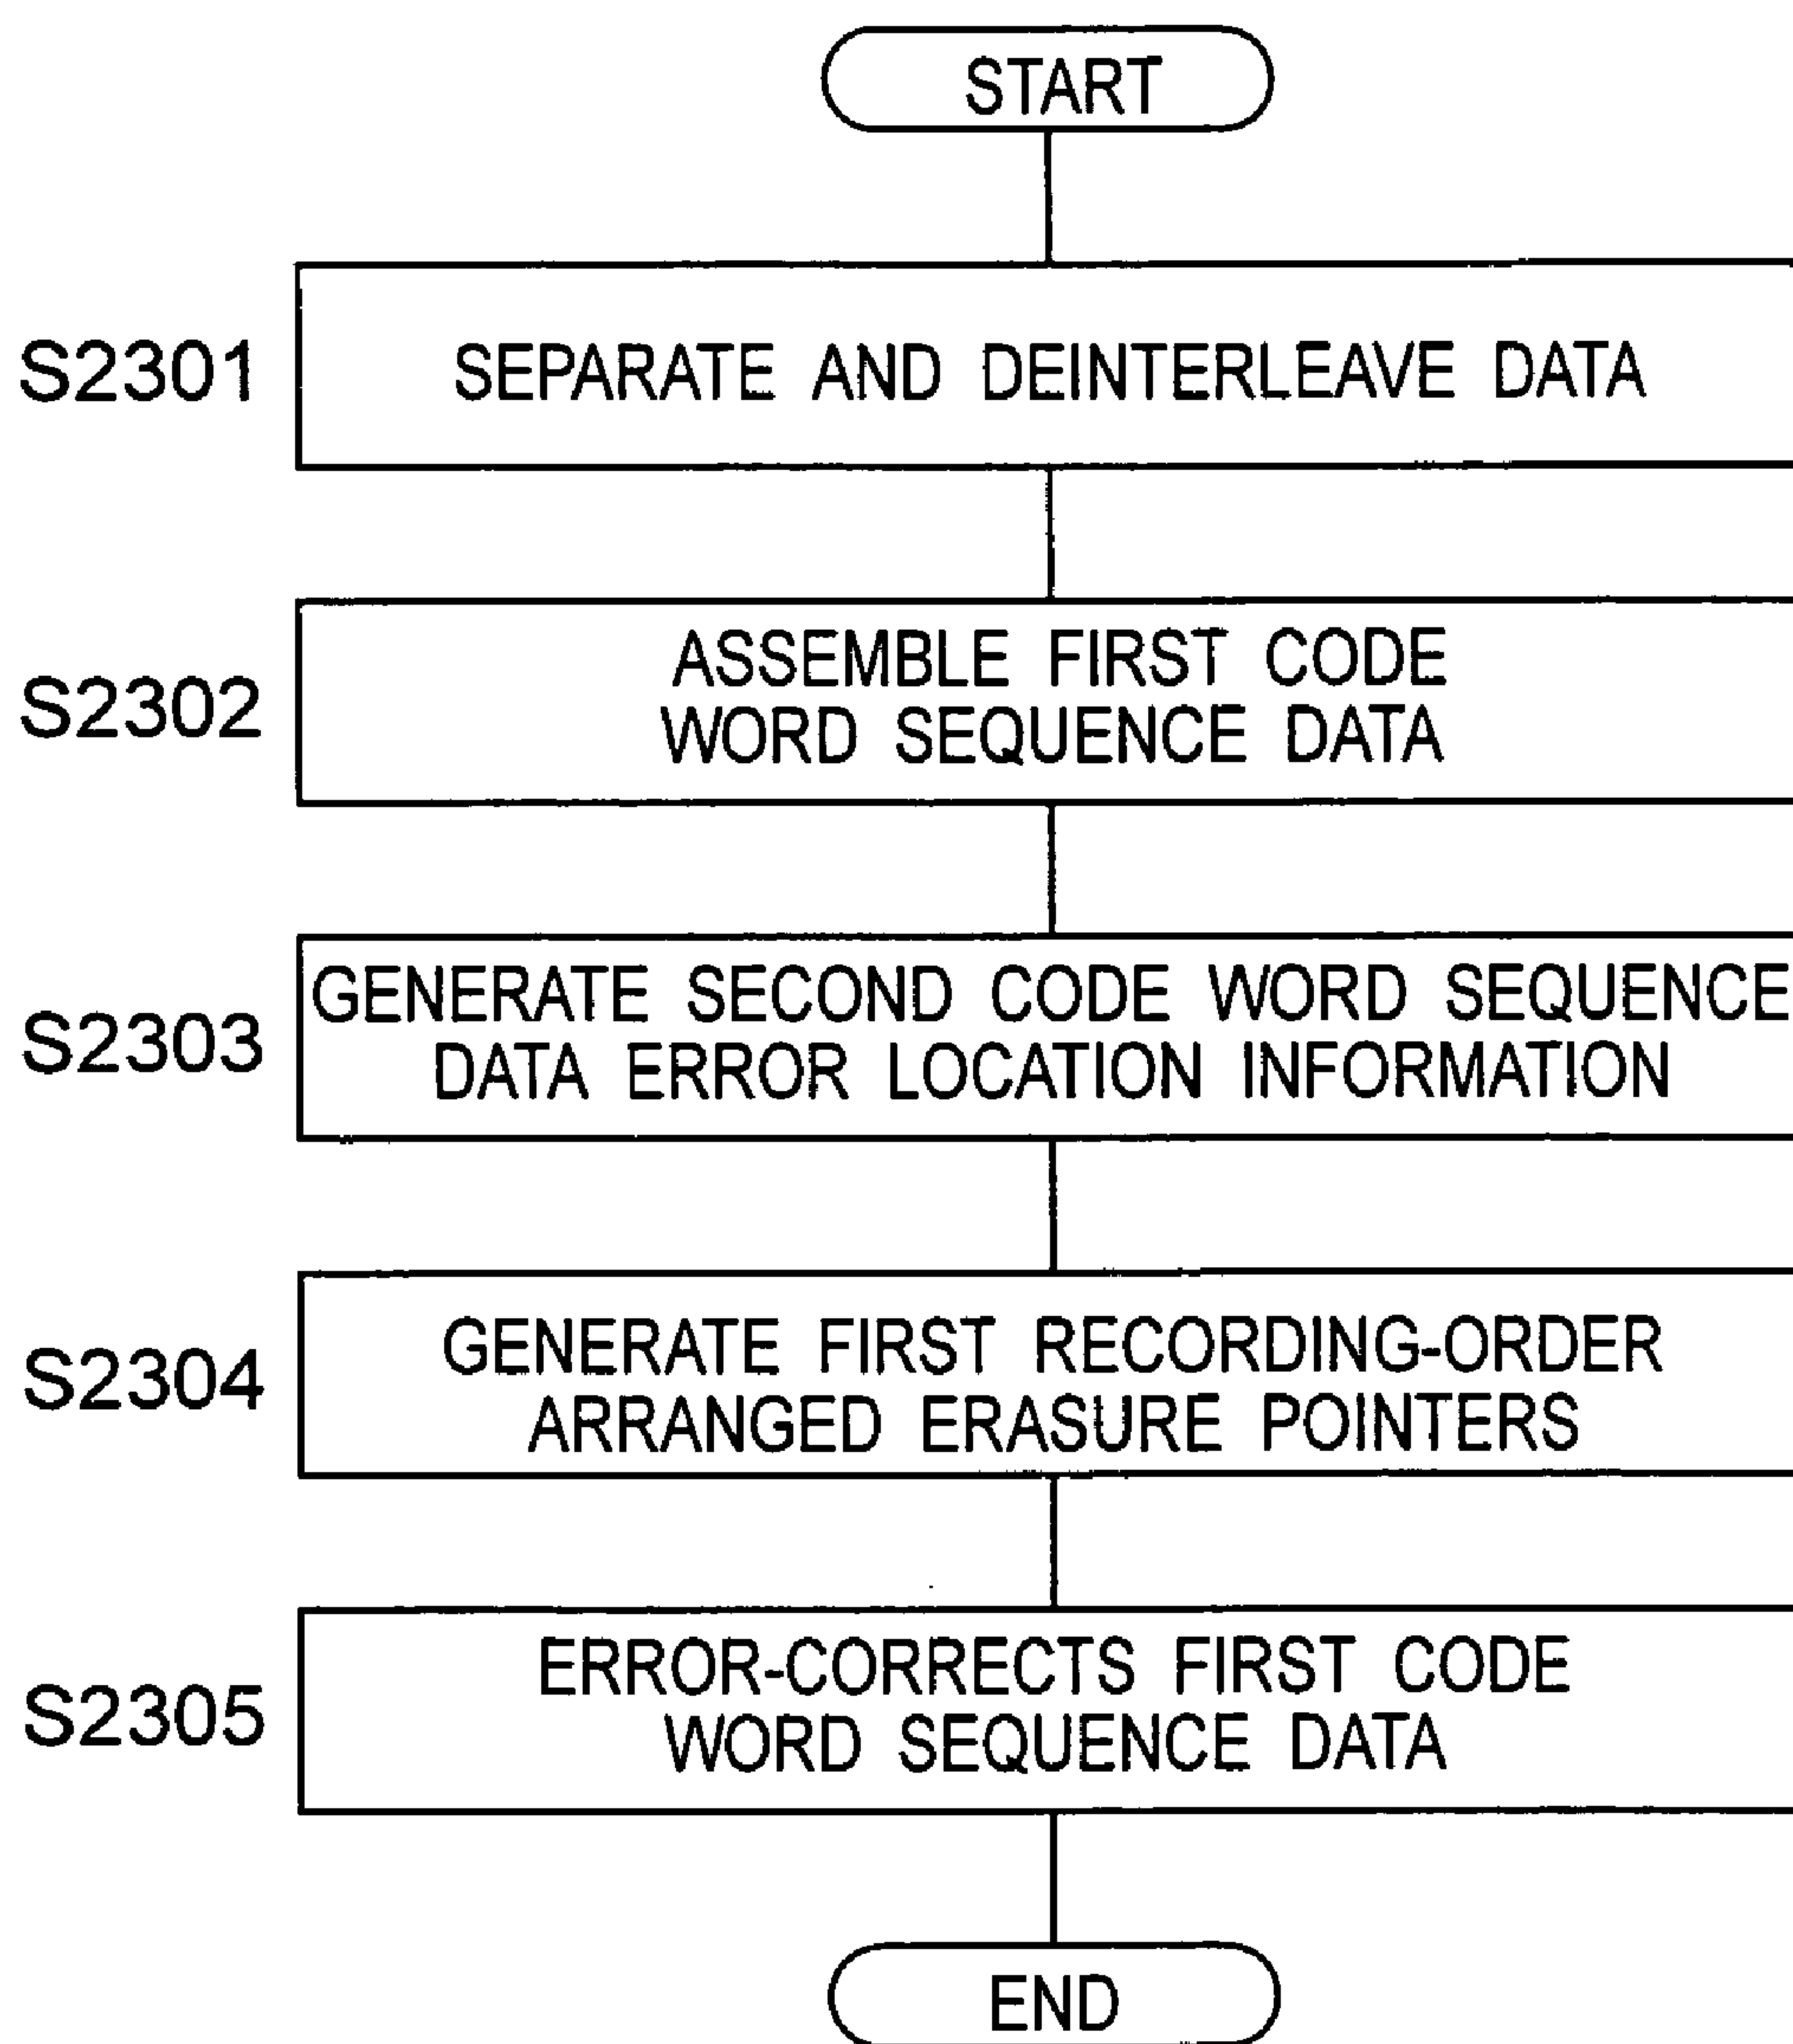 START
S2301
SEPARATE AND DEINTERLEAVE DATA
S2302
ASSEMBLE FIRST CODE
WORD SEQUENCE DATA
S2303
GENERATE SECOND CODE WORD SEQUENCE
DATA ERROR LOCATION INFORMATION
S2304
GENERATE FIRST RECORDING-ORDER
ARRANGED ERASURE POINTERS
S2305
ERROR-CORRECTS FIRST CODE
WORD SEQUENCE DATA
END